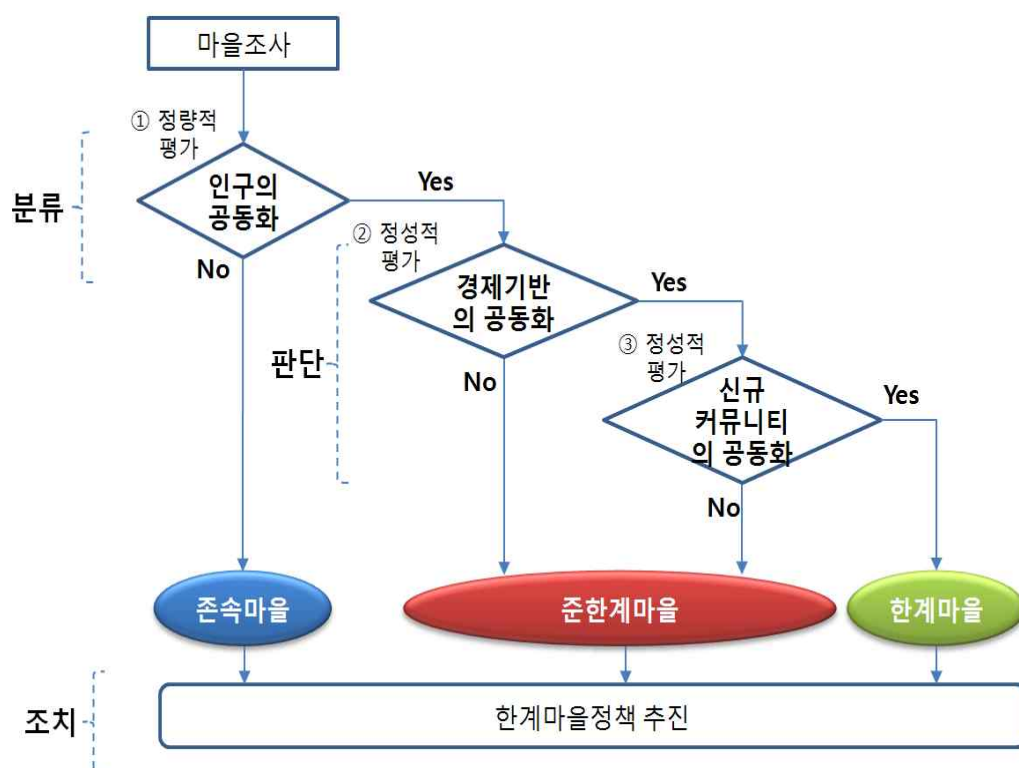 마을조사
① 정량적
평가
분류
인구의
공동화
Yes
No
② 정성적
평가
판단
경제기반
의 공동화
Yes
No
③ 정성적
평가
신규
커뮤니티
의 공동화
Yes
No
존속마을
준한계마을
한계마을
조치
한계마을정책 추진